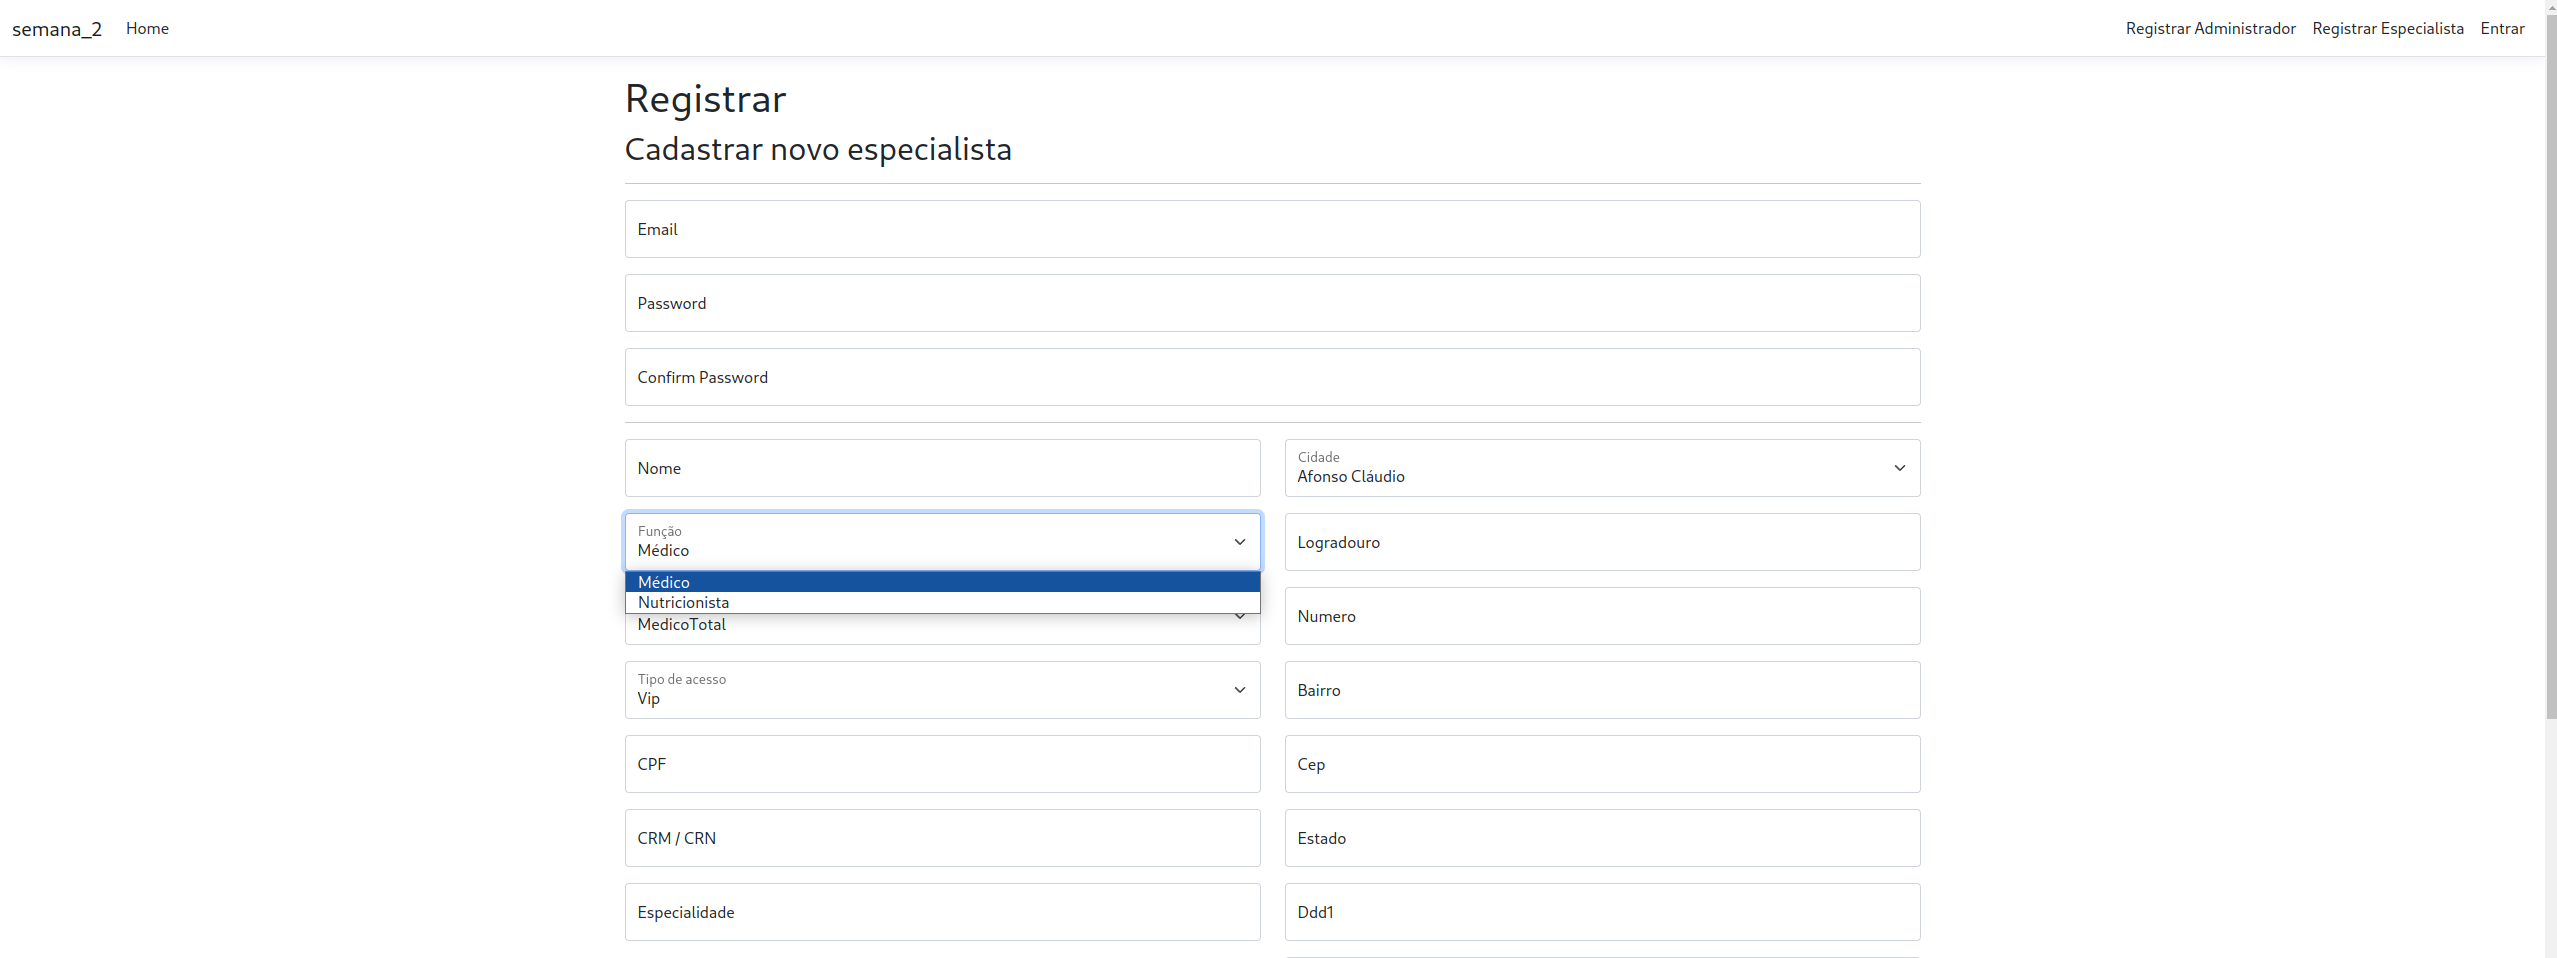 semana_2 Home Registrar Administrador Registrar Especialista Entrar
Registrar
Cadastrar novo especialista
Email
Password
Confirm Password
Nome
Cidade
Afonso Cláudio
Função
Médico
Médico
Nutricionista
Logradouro
MedicoTotal
Numero
Tipo de acesso
Vip
Bairro
CPF
Cep
CRM / CRN
Estado
Especialidade
Ddd1